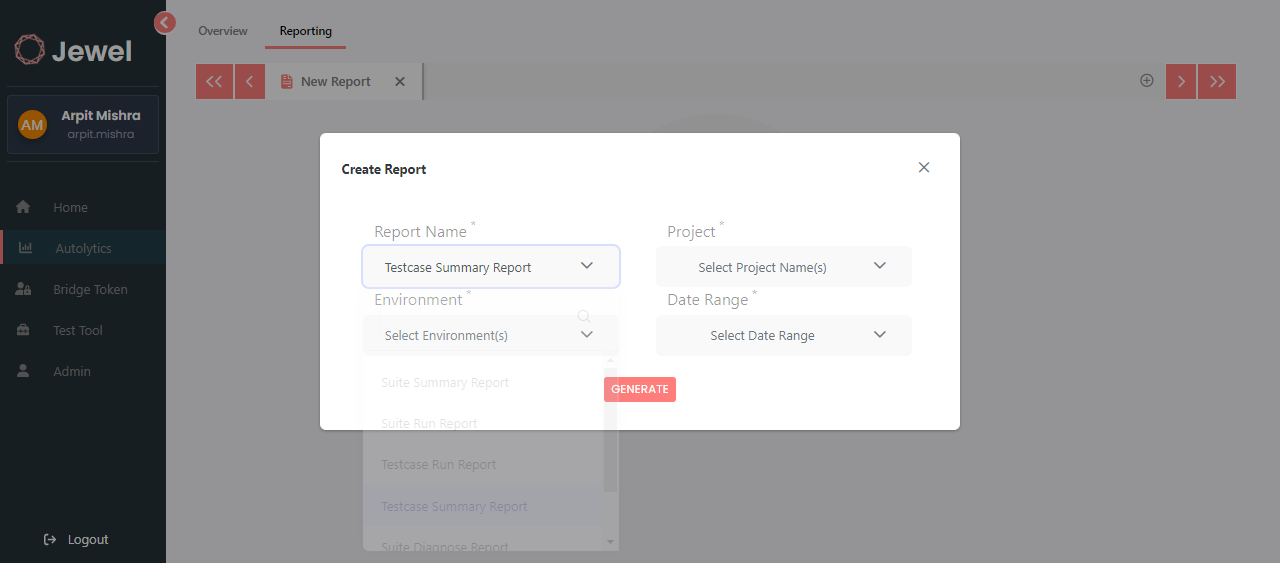 Jewel
AM
Arpit Mishra
arpit.mishra
Home
Autolytics
Bridge Token
Test Tool
Admin
Logout
Overview
Reporting
New Report
Create Report
Report Name *
Project *
Testcase Summary Report
Select Project Name(s)
Environment *
Date Range *
Select Environment(s)
Select Date Range
Suite Summary Report
GENERATE
Suite Run Report
Testcase Run Report
Testcase Summary Report
Suite Diagnose Report